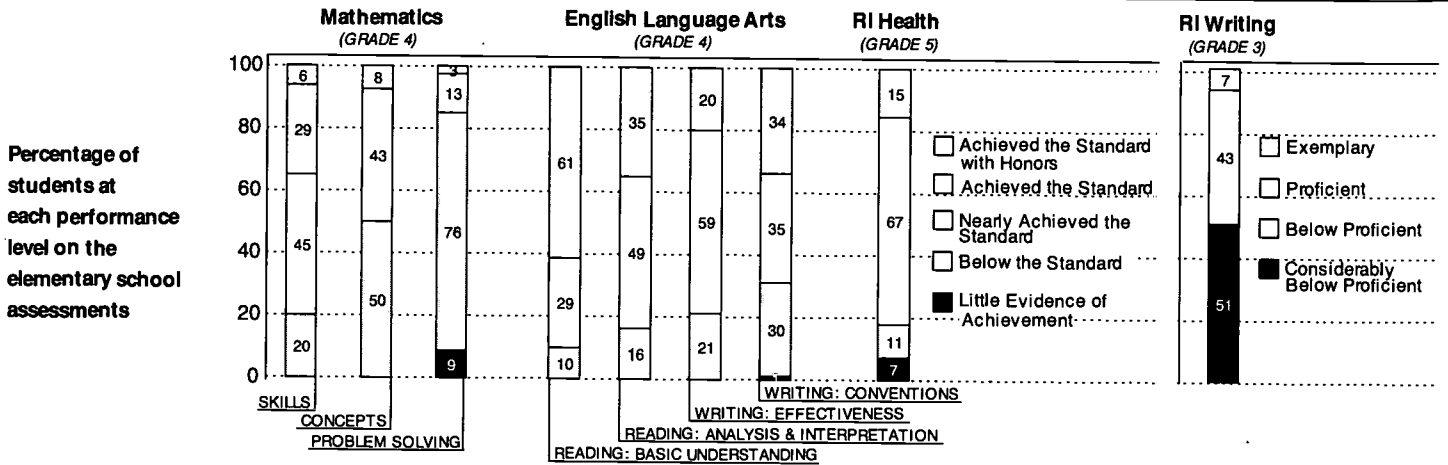 Mathematics
(GRADE 4)
English Language Arts
(GRADE 4)
RI Health
(GRADE 5)
RI Writing
(GRADE 3)
Percentage of
students at
each performance
level on the
elementary school
assessments
100
80
60
40
20
0
6
29
45
20
8
43
50
3
13
76
9
61
29
10
35
49
16
20
59
21
34
35
30
1
15
67
11
7
Achieved the Standard
with Honors
Achieved the Standard
Nearly Achieved the
Standard
Below the Standard
Little Evidence of
Achievement
7
43
51
Exemplary
Proficient
Below Proficient
Considerably
Below Proficient
SKILLS
CONCEPTS
PROBLEM SOLVING
WRITING: CONVENTIONS
WRITING: EFFECTIVENESS
READING: ANALYSIS & INTERPRETATION
READING: BASIC UNDERSTANDING